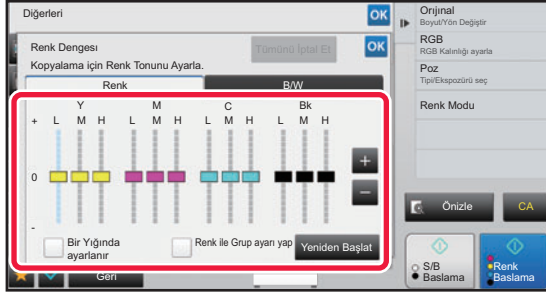 Diğerleri
OK
Renk Dengesi
Tümünü İptal Et
OK
Kopyalama için Renk Tonunu Ayarla.
Renk
B/W
Y M C Bk
+ L M H L M H L M H L M H
+
0
−
-
Bir Yığında
ayarlanır
Renk ile Grup ayarı yap
Yeniden Başlat
Geri
Orijinal
Boyut/Yön Değiştir
RGB
RGB Kalınlığı ayarla
Poz
Tipi/Ekspozürü seç
Renk Modu
Önizle
CA
S/B
Baslama
Renk
Baslama